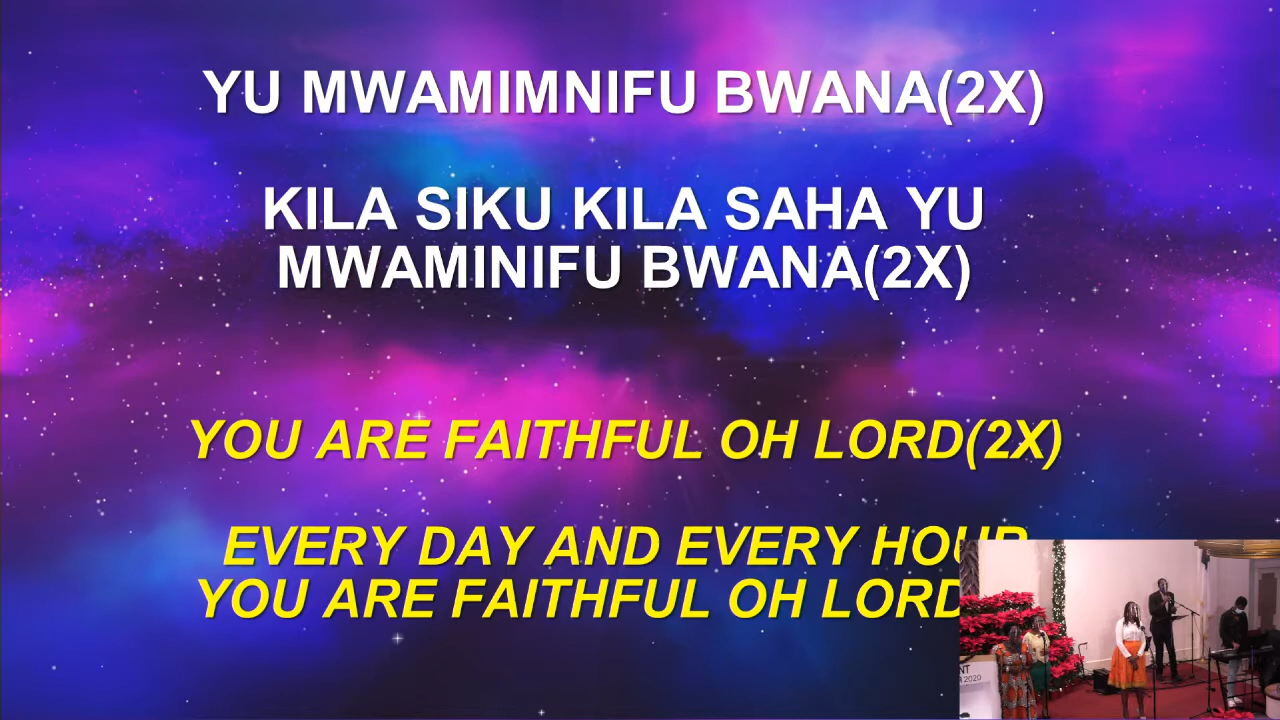 YU MWAMIMNIFU BWANA(2X)
KILA SIKU KILA SAHA YU
MWAMINIFU BWANA(2X)
YOU ARE FAITHFUL OH LORD(2X)
EVERY DAY AND EVERY HOUR
YOU ARE FAITHFUL OH LORD
2020